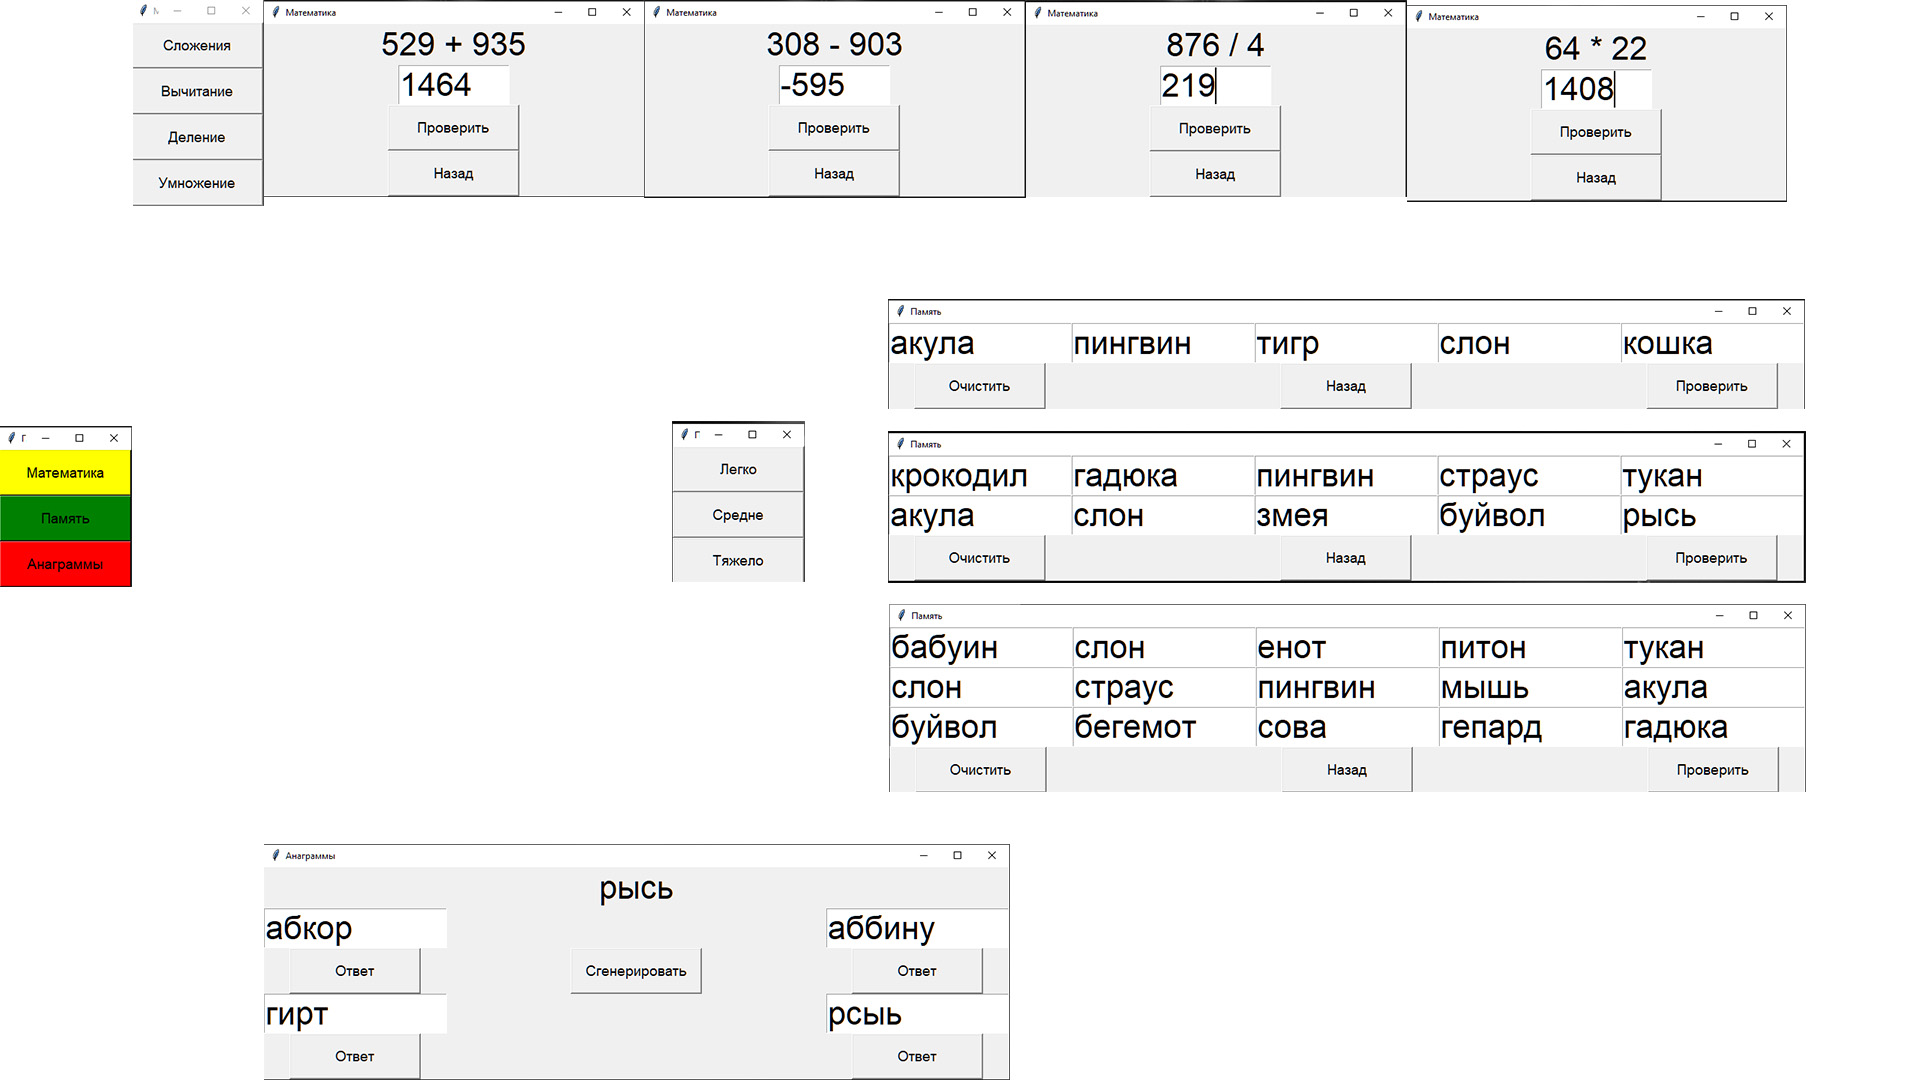 М
Сложения
Вычитание
Деление
Умножение
Математика
529 + 935
1464
Проверить
Назад
Математика
308 - 903
-595
Проверить
Назад
Математика
876 / 4
219
Проверить
Назад
Математика
64 * 22
1408
Проверить
Назад
Г
Математика
Память
Анаграммы
Г
Легко
Средне
Тяжело
Память
акула пингвин тигр слон кошка
Очистить Назад Проверить
Память
крокодил гадюка пингвин страус тукан
акула слон змея буйвол рысь
Очистить Назад Проверить
Память
бабуин слон енот питон тукан
слон страус пингвин мышь акула
буйвол бегемот сова гепард гадюка
Очистить Назад Проверить
Анаграммы
рысь
абкор аббину
Ответ Сгенерировать Ответ
гирт рсыь
Ответ Ответ